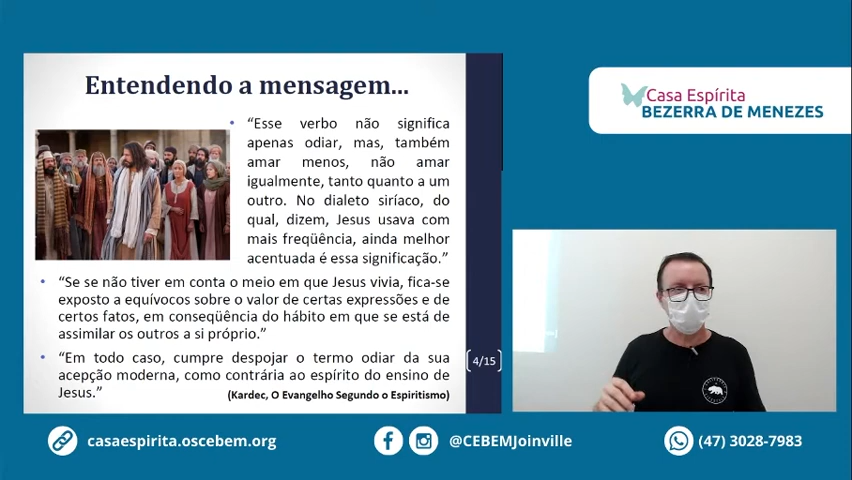 Entendendo a mensagem...
• “Esse verbo não significa
apenas odiar, mas, também
amar menos, não amar
igualmente, tanto quanto a um
outro. No dialeto siríaco, do
qual, dizem, Jesus usava com
mais freqüência, ainda melhor
acentuada é essa significação.”
• “Se se não tiver em conta o meio em que Jesus vivia, fica-se
exposto a equívocos sobre o valor de certas expressões e de
certos fatos, em conseqüência do hábito em que se está de
assimilar os outros a si próprio.”
• “Em todo caso, cumpre despojar o termo odiar da sua
acepção moderna, como contrária ao espírito do ensino de
Jesus.”
(Kardec, O Evangelho Segundo o Espiritismo)
4/15
Casa Espírita
BEZERRA DE MENEZES
casaespirita.oscebem.org
@CEBEMJoinville
(47) 3028-7983